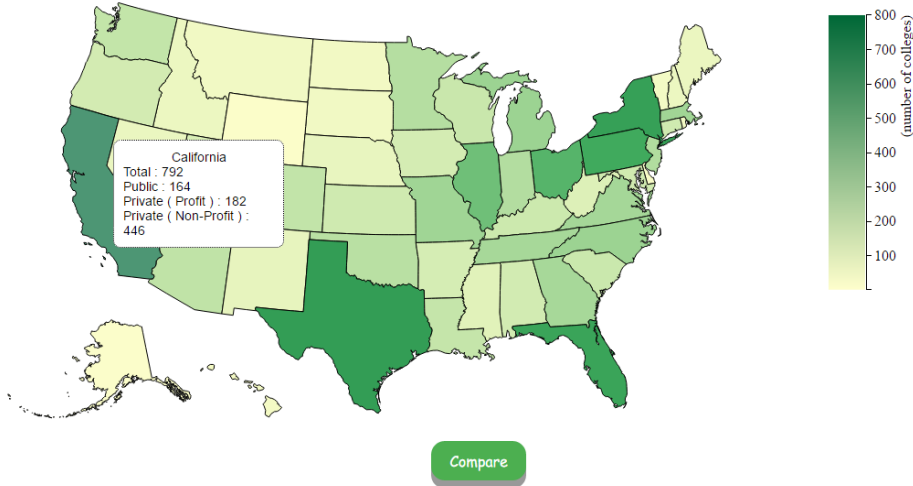 California
Total : 792
Public : 164
Private ( Profit ) : 182
Private ( Non-Profit ) :
446
800
700
600
500
400
300
200
100
(number of colleges)
Compare